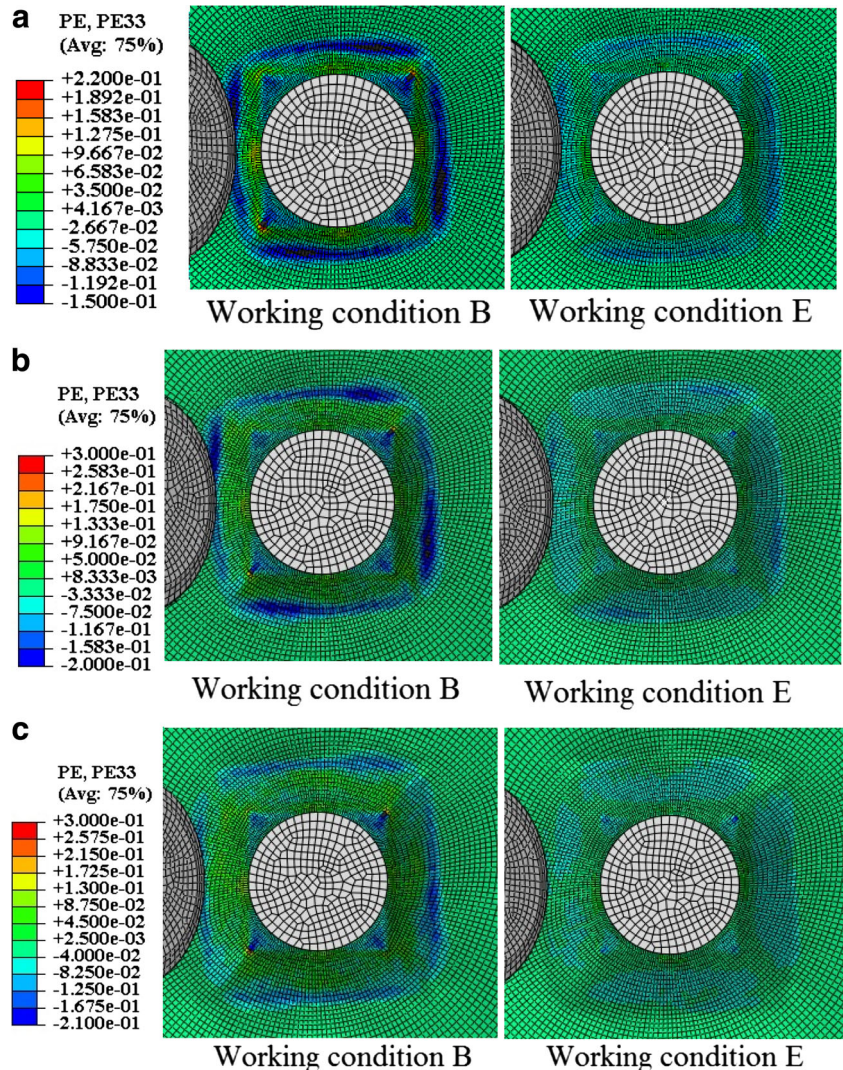 a
PE, PE33
(Avg: 75%)
+2.200e-01
+1.892e-01
+1.583e-01
+1.275e-01
+9.667e-02
+6.583e-02
+3.500e-02
+4.167e-03
-2.667e-02
-5.750e-02
-8.833e-02
-1.192e-01
-1.500e-01
Working condition B
Working condition E
b
PE, PE33
(Avg: 75%)
+3.000e-01
+2.583e-01
+2.167e-01
+1.750e-01
+1.333e-01
+9.167e-02
+5.000e-02
+8.333e-03
-3.333e-02
-7.500e-02
-1.167e-01
-1.583e-01
-2.000e-01
Working condition B
Working condition E
c
PE, PE33
(Avg: 75%)
+3.000e-01
+2.575e-01
+2.150e-01
+1.725e-01
+1.300e-01
+8.750e-02
+4.500e-02
+2.500e-03
-4.000e-02
-8.250e-02
-1.250e-01
-1.675e-01
-2.100e-01
Working condition B
Working condition E